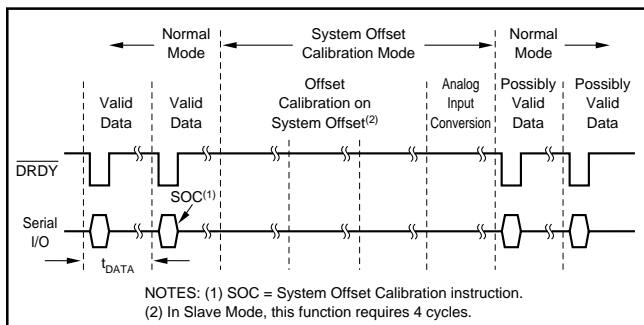 Normal
Mode
System Offset
Calibration Mode
Normal
Mode
Valid
Data
Valid
Data
Offset
Calibration on
System Offset(2)
Analog
Input
Conversion
Possibly
Valid
Data
Possibly
Valid
Data
DRDY
SOC(1)
Serial
I/O
tDATA
NOTES: (1) SOC = System Offset Calibration instruction.
(2) In Slave Mode, this function requires 4 cycles.